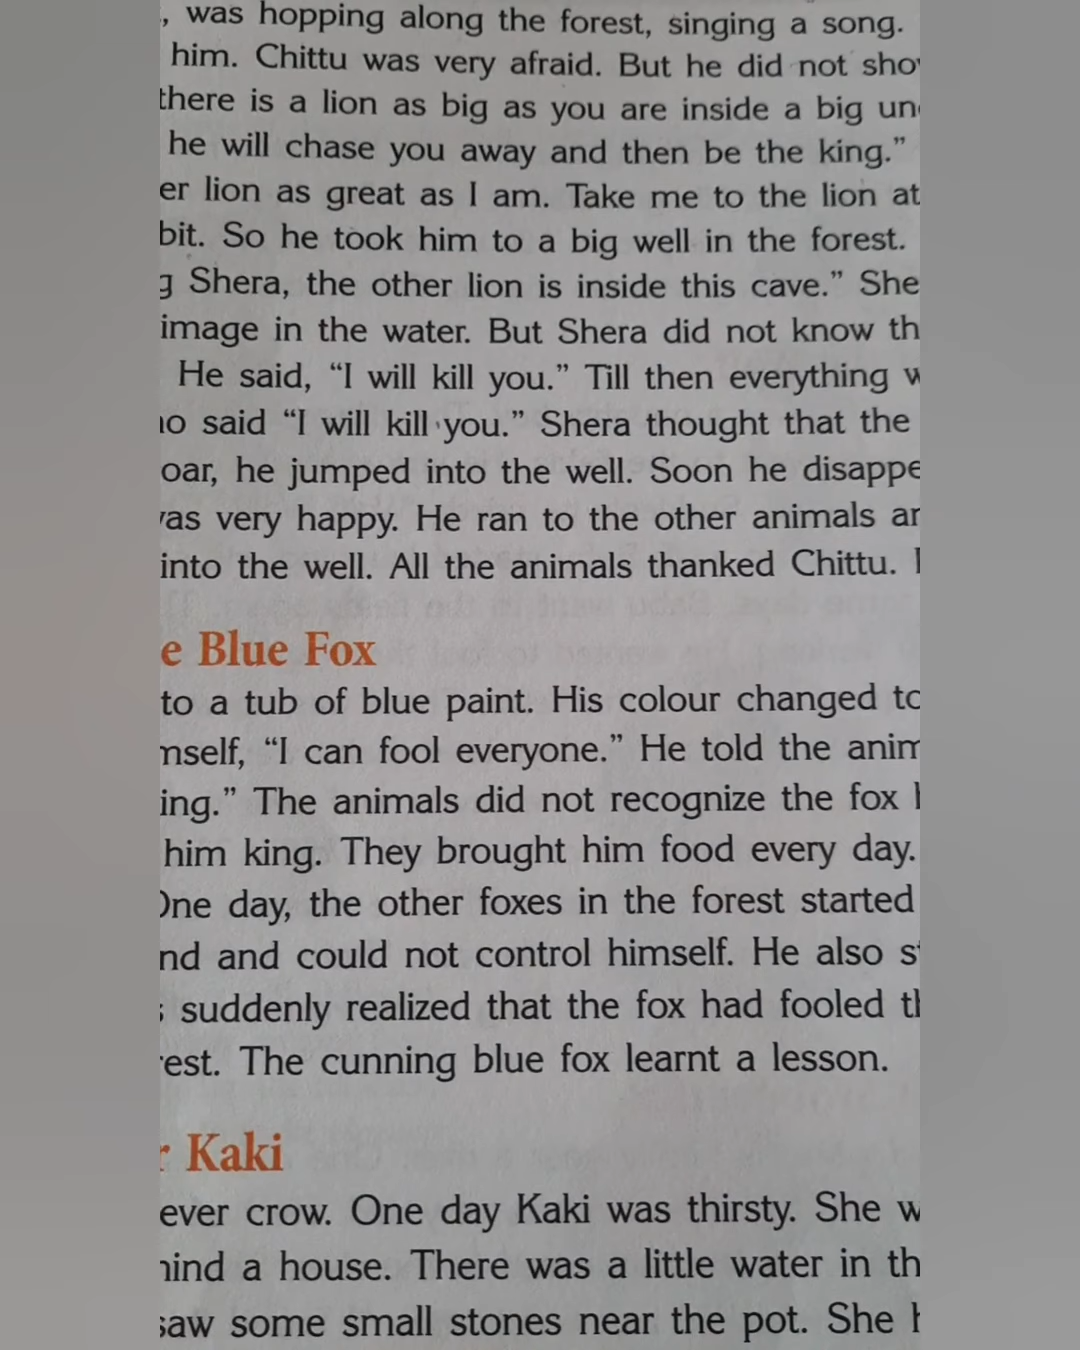 , was hopping along the forest, singing a song.
him. Chittu was very afraid. But he did not
there is a lion as big as you are inside a big
he will chase you away and then be the king.”
er lion as great as I am. Take me to the lion at
bit. So he took him to a big well in the forest.
g Shera, the other lion is inside this cave.” She
image in the water. But Shera did not know th
He said, “I will kill you.” Till then everything
said “I will kill you.” Shera thought that the
oar, he jumped into the well. Soon he disappe
was very happy. He ran to the other animals
into the well. All the animals thanked Chittu.
e Blue Fox
to a tub of blue paint. His colour changed to
mself, “I can fool everyone.” He told the anim
ing.” The animals did not recognize the fox
him king. They brought him food every day.
One day, the other foxes in the forest started
nd and could not control himself. He also
suddenly realized that the fox had fooled
rest. The cunning blue fox learnt a lesson.
r Kaki
ever crow. One day Kaki was thirsty. She w
hind a house. There was a little water in th
saw some small stones near the pot. She